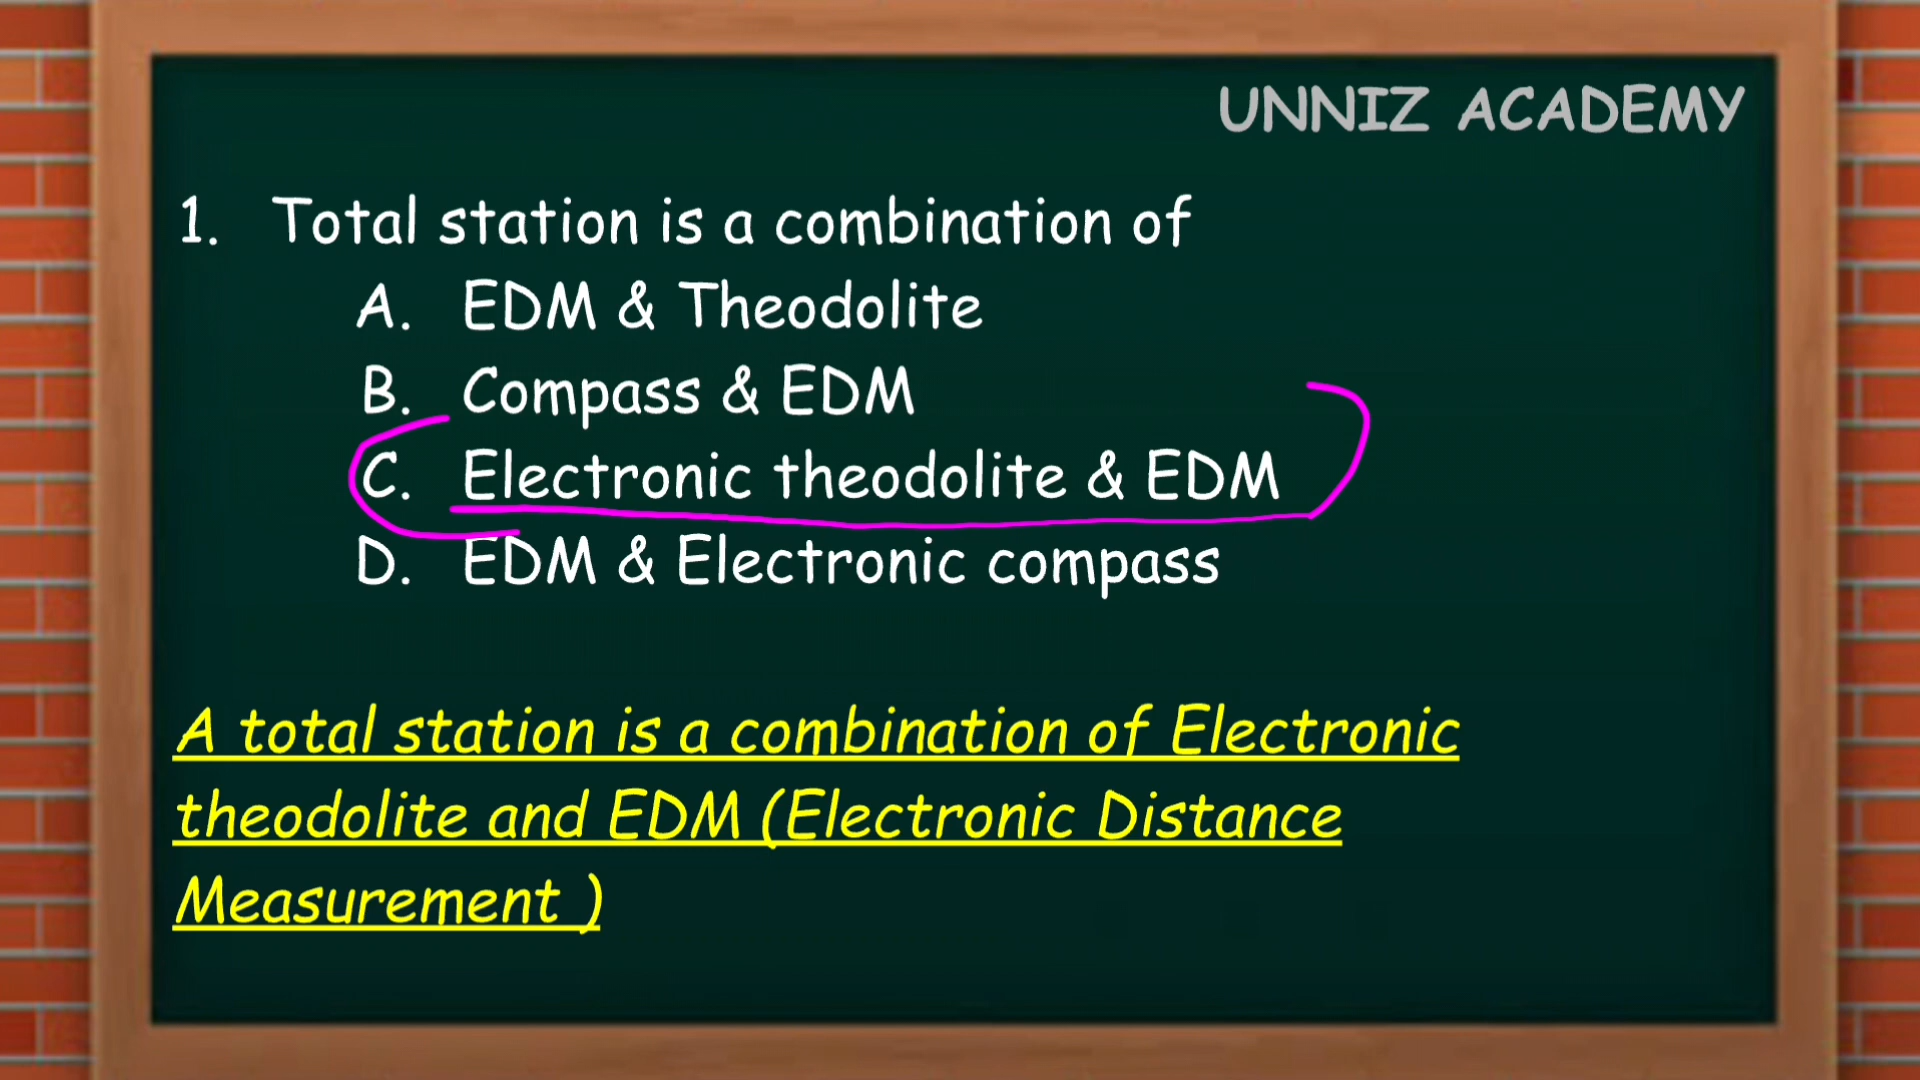 UNNIZ ACADEMY
1. Total station is a combination of
A. EDM & Theodolite
B. Compass & EDM
C. Electronic theodolite & EDM
D. EDM & Electronic compass
A total station is a combination of Electronic
theodolite and EDM (Electronic Distance
Measurement )